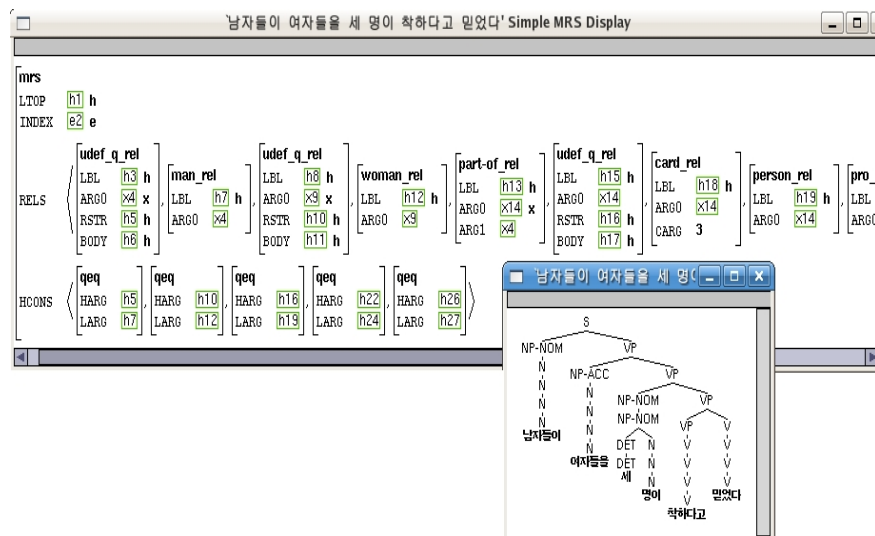 '남자들이 여자들을 세 명이 착하다고 믿었다' Simple MRS Display
mrs
LTOP h1 h
INDEX e2 e
RELS
udef_q_rel
LBL h3 h
ARG0 x4 x
RSTR h5 h
BODY h6 h
man_rel
LBL h7 h
ARG0 x4
udef_q_rel
LBL h8 h
ARG0 x9 x
RSTR h10 h
BODY h11 h
woman_rel
LBL h12 h
ARG0 x9
part-of_rel
LBL h13 h
ARG0 x14 x
ARG1 x4
udef_q_rel
LBL h15 h
ARG0 x14
RSTR h16 h
BODY h17 h
card_rel
LBL h18 h
ARG0 x14
CARG 3
person_rel
LBL h19 h
ARG0 x14
pro_
LBL
ARG0
HCONS
qeq
HARG h5
LARG h7
qeq
HARG h10
LARG h12
qeq
HARG h16
LARG h19
qeq
HARG h22
LARG h24
qeq
HARG h26
LARG h27
'남자들이 여자들을 세 명(
S
NP-NOM VP
N NP-ACC VP
N N NP-NOM VP
N N NP-NOM VP V
N N DET N V V
남자들이 N DET N V V
여자들을 세 N V V
명이 V 믿었다
착하다고